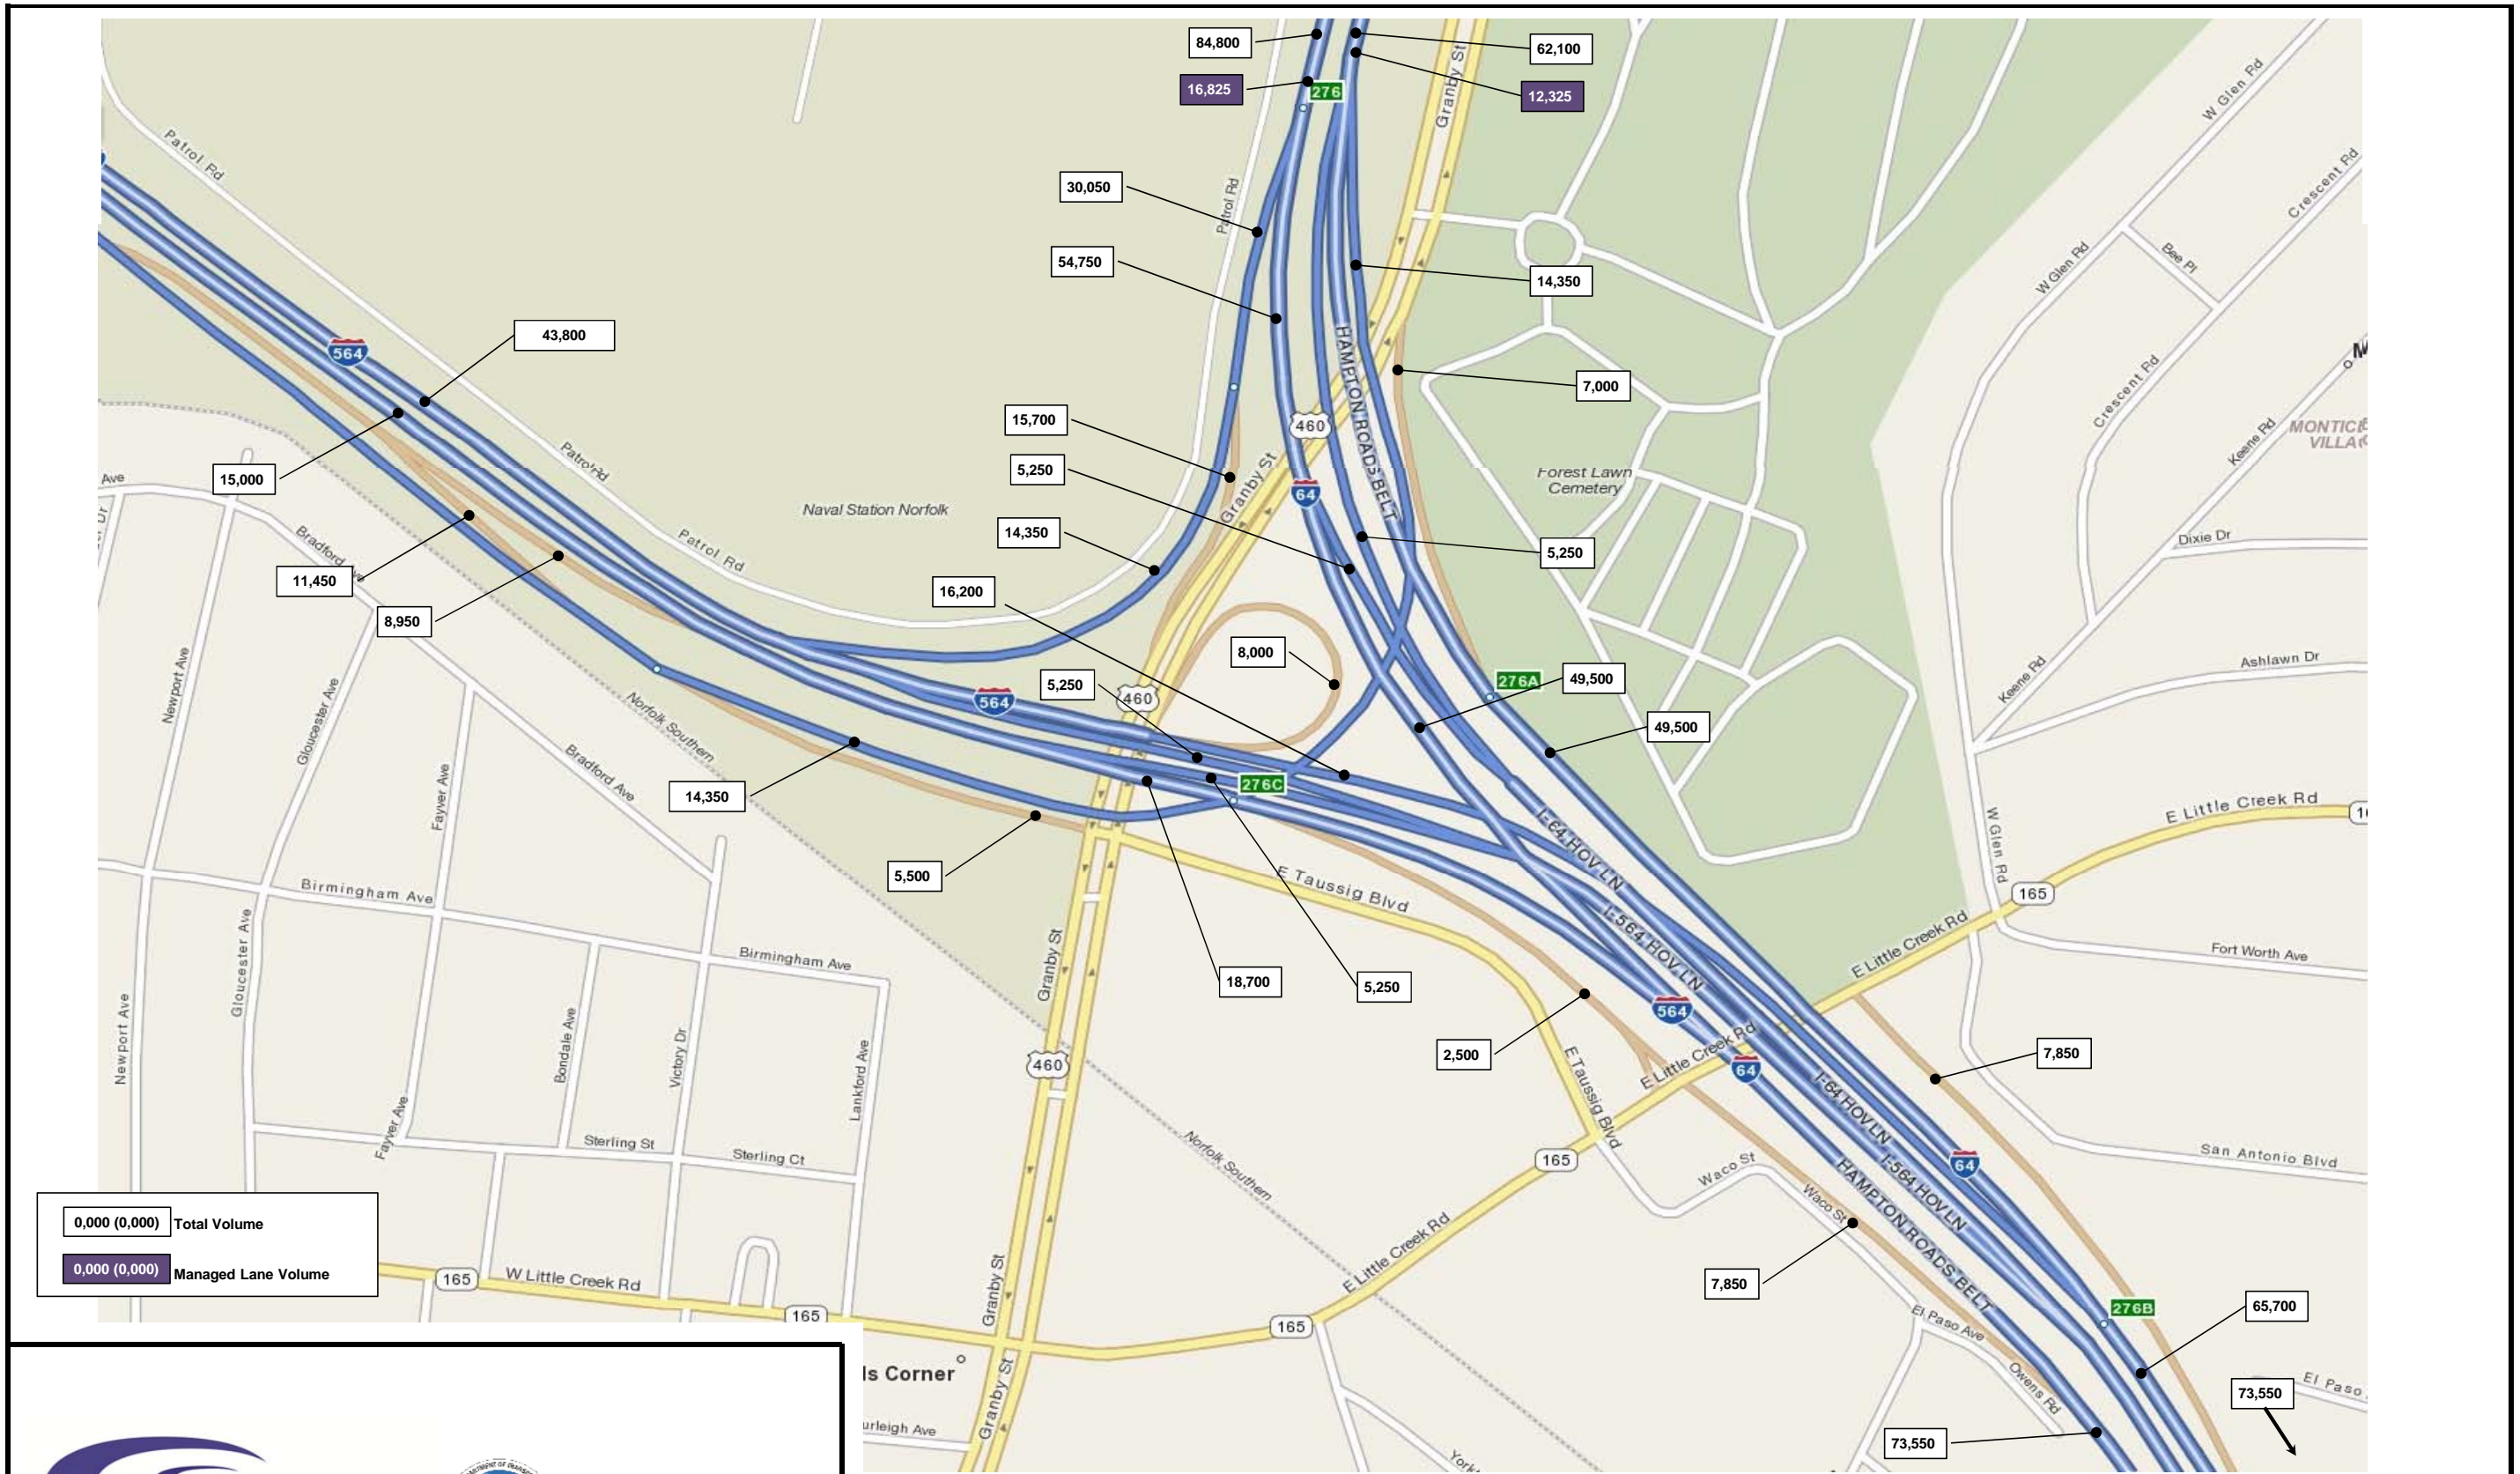 84,800
62,100
16,825
276
12,325
Granby St
W Glen Rd
Patrol Rd
Crescent Rd
30,050
Patrol Rd
54,750
W Glen Rd
Bee Pl
14,350
43,800
564
HAMPTON ROADS BELT
7,000
Crescent Rd
15,700
460
Keene Rd
MONTICE
VILLA
5,250
Patrol Rd
15,000
Ave
64
Granby St
Forest Lawn
Cemetery
Naval Station Norfolk
14,350
Patrol Rd
5,250
Dixie Dr
Dr
Bradford Ave
11,450
16,200
8,950
8,000
Ashlawn Dr
Newport Ave
Gloucester Ave
5,250
276A
49,500
Keene Rd
564
460
Norfolk Southern
49,500
Fayver Ave
Bradford Ave
14,350
276C
E Little Creek Rd
I-64 HOV LN
W Glen Rd
5,500
E Taussig Blvd
165
Birmingham Ave
I-564 HOV LN
E Little Creek Rd
Gloucester Ave
Granby St
Birmingham Ave
Fort Worth Ave
18,700
5,250
564
Newport Ave
Bondale Ave
Victory Dr
Lankford Ave
460
2,500
E Little Creek Rd
64
7,850
E Taussig Blvd
I-64 HOV LN
Fayver Ave
Sterling St
Sterling Ct
Norfolk Southern
165
Waco St
64
San Antonio Blvd
I-564 HOV LN
HAMPTON ROADS BELT
Waco St
0,000 (0,000) Total Volume
0,000 (0,000) Managed Lane Volume
165
W Little Creek Rd
165
Granby St
E Little Creek Rd
165
7,850
El Paso Ave
276B
65,700
ls Corner
Granby St
Owens Rd
El Paso
73,550
urleigh Ave
73,550